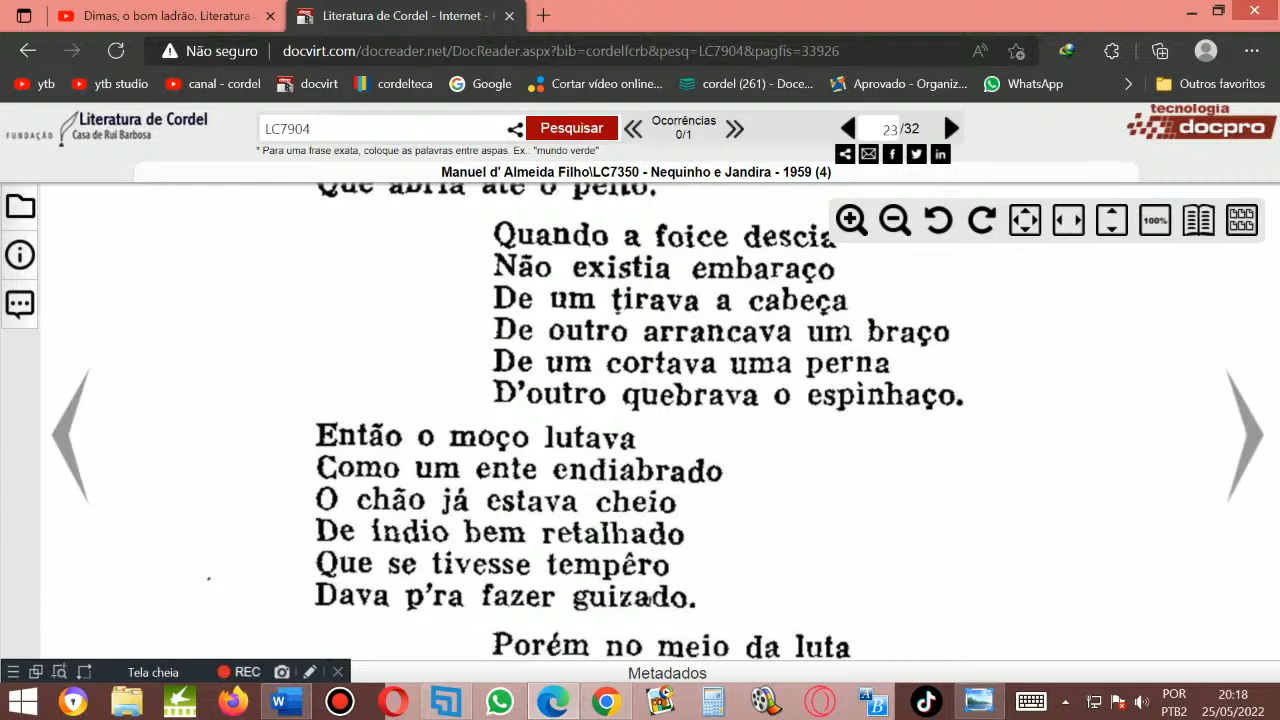 Dimas, o bom ladrão. Literatura
Literatura de Cordel - Internet -
Não seguro
docvirt.com/docreader.net/DocReader.aspx?bib=cordelfcrb&pesq=LC7904&pagfis=33926
ytb
ytb studio
canal - cordel
docvirt
cordelteca
Google
Cortar vídeo online...
cordel (261) - Doce...
Aprovado - Organiz...
WhatsApp
Outros favoritos
FUNDAÇÃO
Literatura de Cordel
Casa de Rui Barbosa
LC7904
Pesquisar
Ocorrências
0/1
23 /32
tecnologia
docpro
* Para uma frase exata, coloque as palavras entre aspas. Ex.: "mundo verde"
Manuel d' Almeida Filho\LC7350 - Nequinho e Jandira - 1959 (4)
100%
Que abria até o peito.
Quando a foice descia
Não existia embaraço
De um tirava a cabeça
De outro arrancava um braço
De um cortava uma perna
D'outro quebrava o espinhaço.
Então o moço lutava
Como um ente endiabrado
O chão já estava cheio
De índio bem retalhado
Que se tivesse tempêro
Dava p'ra fazer guizado.
Porém no meio da luta
Tela cheia
REC
Metadados
POR
PTB2
20:18
25/05/2022